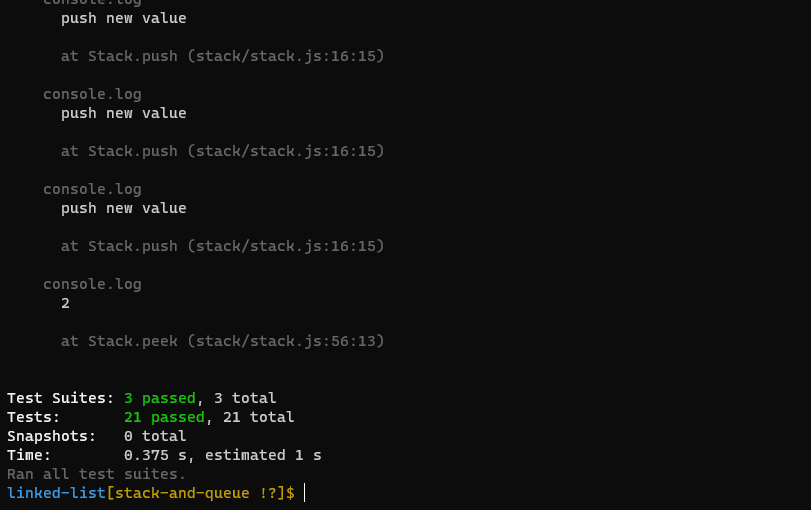 console.log
push new value
at Stack.push (stack/stack.js:16:15)
console.log
push new value
at Stack.push (stack/stack.js:16:15)
console.log
push new value
at Stack.push (stack/stack.js:16:15)
console.log
2
at Stack.peek (stack/stack.js:56:13)
Test Suites: 3 passed, 3 total
Tests: 21 passed, 21 total
Snapshots: 0 total
Time: 0.375 s, estimated 1 s
Ran all test suites.
linked-list[stack-and-queue !?]$